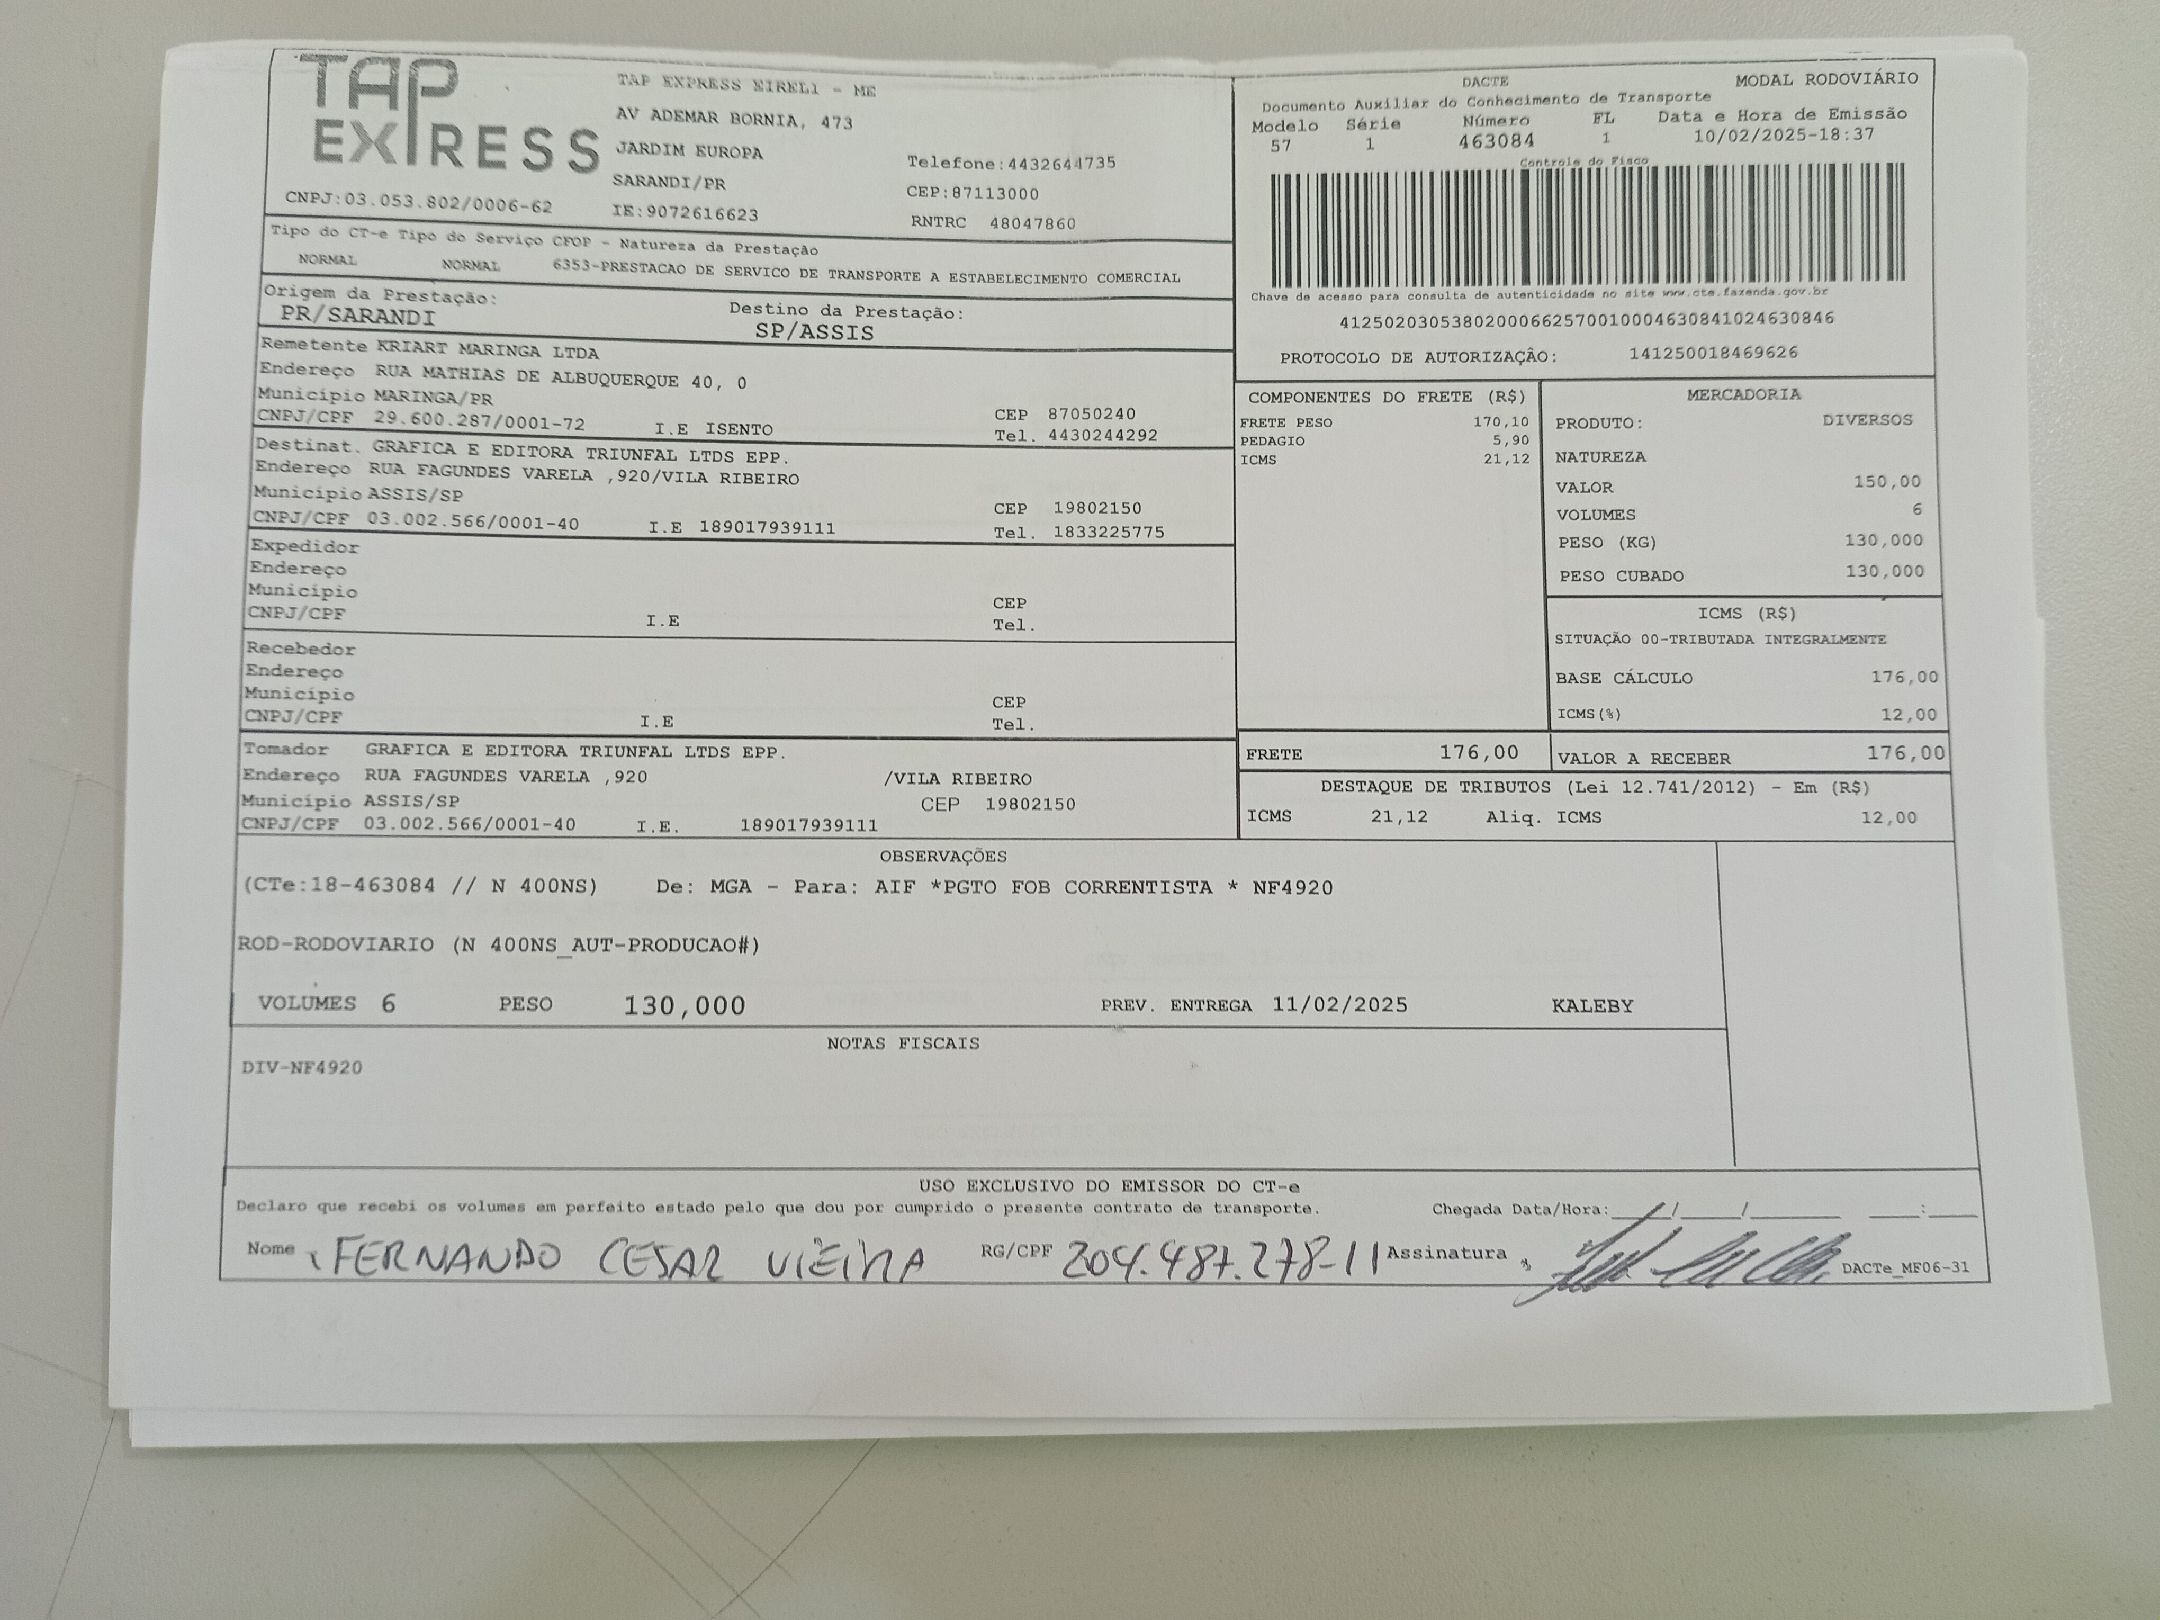 TAP
EXPRESS
TAP EXPRESS EIRELI - ME
AV ADEMAR BORNIA, 473
JARDIM EUROPA
SARANDI/PR
Telefone:4432644735
CEP:87113000
CNPJ:03.053.802/0006-62
IE:9072616623
RNTRC 48047860
DACTE
MODAL RODOVIÁRIO
Documento Auxiliar do Conhecimento de Transporte
Modelo Série Número FL Data e Hora de Emissão
57 1 463084 1 10/02/2025-18:37
Controle do Fisco
Chave de acesso para consulta de autenticidade no site www.cte.fazenda.gov.br
41250203053802000662570010004630841024630846
PROTOCOLO DE AUTORIZAÇÃO: 141250018469626
Tipo do CT-e Tipo do Serviço CFOP - Natureza da Prestação
NORMAL NORMAL 6353-PRESTACAO DE SERVICO DE TRANSPORTE A ESTABELECIMENTO COMERCIAL
Origem da Prestação: Destino da Prestação:
PR/SARANDI SP/ASSIS
Remetente KRIART MARINGA LTDA
Endereço RUA MATHIAS DE ALBUQUERQUE 40, 0
Município MARINGA/PR CEP 87050240
CNPJ/CPF 29.600.287/0001-72 I.E ISENTO Tel. 4430244292
Destinat. GRAFICA E EDITORA TRIUNFAL LTDS EPP.
Endereço RUA FAGUNDES VARELA ,920/VILA RIBEIRO
Município ASSIS/SP CEP 19802150
CNPJ/CPF 03.002.566/0001-40 I.E 189017939111 Tel. 1833225775
Expedidor
Endereço
Município CEP
CNPJ/CPF I.E Tel.
Recebedor
Endereço
Município CEP
CNPJ/CPF I.E Tel.
Tomador GRAFICA E EDITORA TRIUNFAL LTDS EPP.
Endereço RUA FAGUNDES VARELA ,920 /VILA RIBEIRO
Município ASSIS/SP CEP 19802150
CNPJ/CPF 03.002.566/0001-40 I.E. 189017939111
COMPONENTES DO FRETE (R$)
FRETE PESO 170,10
PEDAGIO 5,90
ICMS 21,12
MERCADORIA
PRODUTO: DIVERSOS
NATUREZA
VALOR 150,00
VOLUMES 6
PESO (KG) 130,000
PESO CUBADO 130,000
ICMS (R$)
SITUAÇÃO 00-TRIBUTADA INTEGRALMENTE
BASE CÁLCULO 176,00
ICMS(%) 12,00
FRETE 176,00 VALOR A RECEBER 176,00
DESTAQUE DE TRIBUTOS (Lei 12.741/2012) - Em (R$)
ICMS 21,12 Aliq. ICMS 12,00
OBSERVAÇÕES
(CTe:18-463084 // N 400NS) De: MGA - Para: AIF *PGTO FOB CORRENTISTA * NF4920
ROD-RODOVIARIO (N 400NS_AUT-PRODUCAO#)
VOLUMES 6 PESO 130,000 PREV. ENTREGA 11/02/2025 KALEBY
NOTAS FISCAIS
DIV-NF4920
USO EXCLUSIVO DO EMISSOR DO CT-e
Declaro que recebi os volumes em perfeito estado pelo que dou por cumprido o presente contrato de transporte. Chegada Data/Hora:____/____/______ ___:___
Nome FERNANDO CESAR VIEIRA RG/CPF 204.487.278-11 Assinatura DACTe_MF06-31